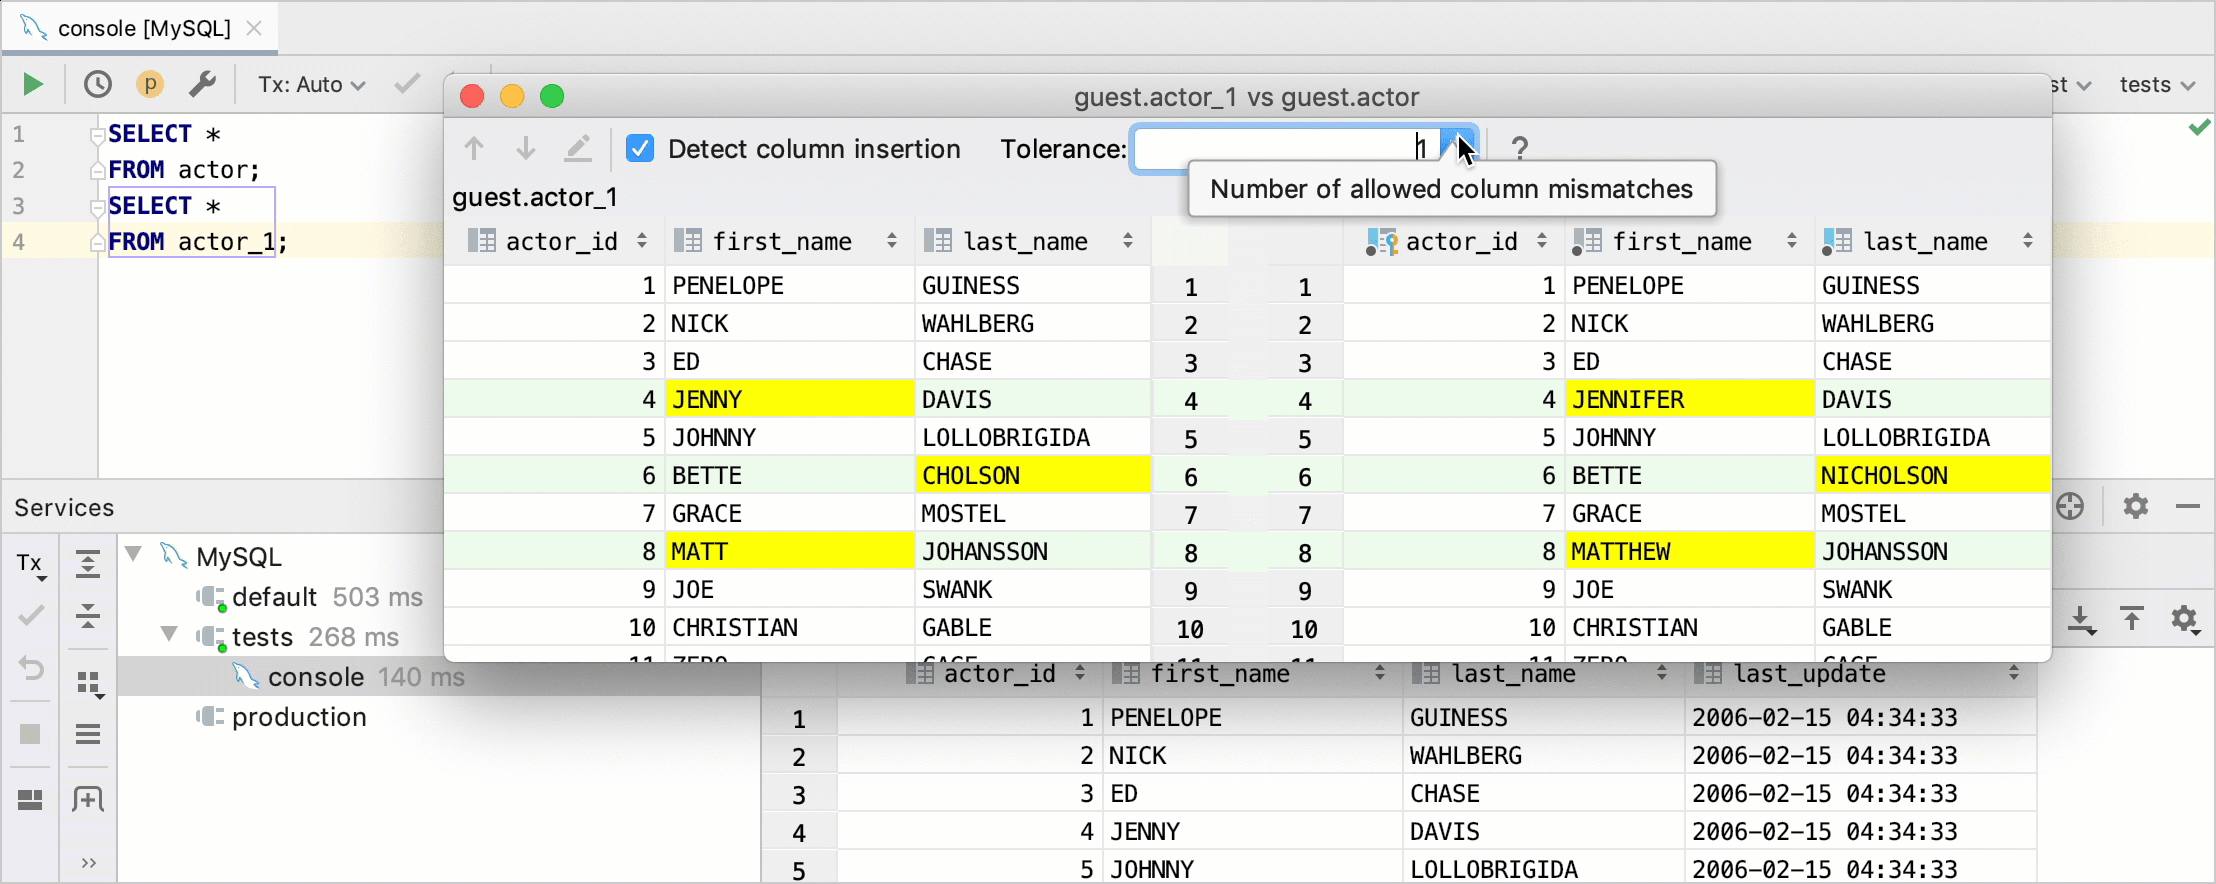 console [MySQL]
p Tx: Auto st tests
guest.actor_1 vs guest.actor
Detect column insertion Tolerance: 1 ?
Number of allowed column mismatches
1 SELECT *
2 FROM actor;
3 SELECT *
4 FROM actor_1;
guest.actor_1
actor_id first_name last_name actor_id first_name last_name
1 PENELOPE GUINESS 1 1 1 PENELOPE GUINESS
2 NICK WAHLBERG 2 2 2 NICK WAHLBERG
3 ED CHASE 3 3 3 ED CHASE
4 JENNY DAVIS 4 4 4 JENNIFER DAVIS
5 JOHNNY LOLLOBRIGIDA 5 5 5 JOHNNY LOLLOBRIGIDA
6 BETTE CHOLSON 6 6 6 BETTE NICHOLSON
7 GRACE MOSTEL 7 7 7 GRACE MOSTEL
8 MATT JOHANSSON 8 8 8 MATTHEW JOHANSSON
9 JOE SWANK 9 9 9 JOE SWANK
10 CHRISTIAN GABLE 10 10 10 CHRISTIAN GABLE
Services
Tx
MySQL
default 503 ms
tests 268 ms
console 140 ms
production
actor_id first_name last_name last_update
1 1 PENELOPE GUINESS 2006-02-15 04:34:33
2 2 NICK WAHLBERG 2006-02-15 04:34:33
3 3 ED CHASE 2006-02-15 04:34:33
4 4 JENNY DAVIS 2006-02-15 04:34:33
5 5 JOHNNY LOLLOBRIGIDA 2006-02-15 04:34:33